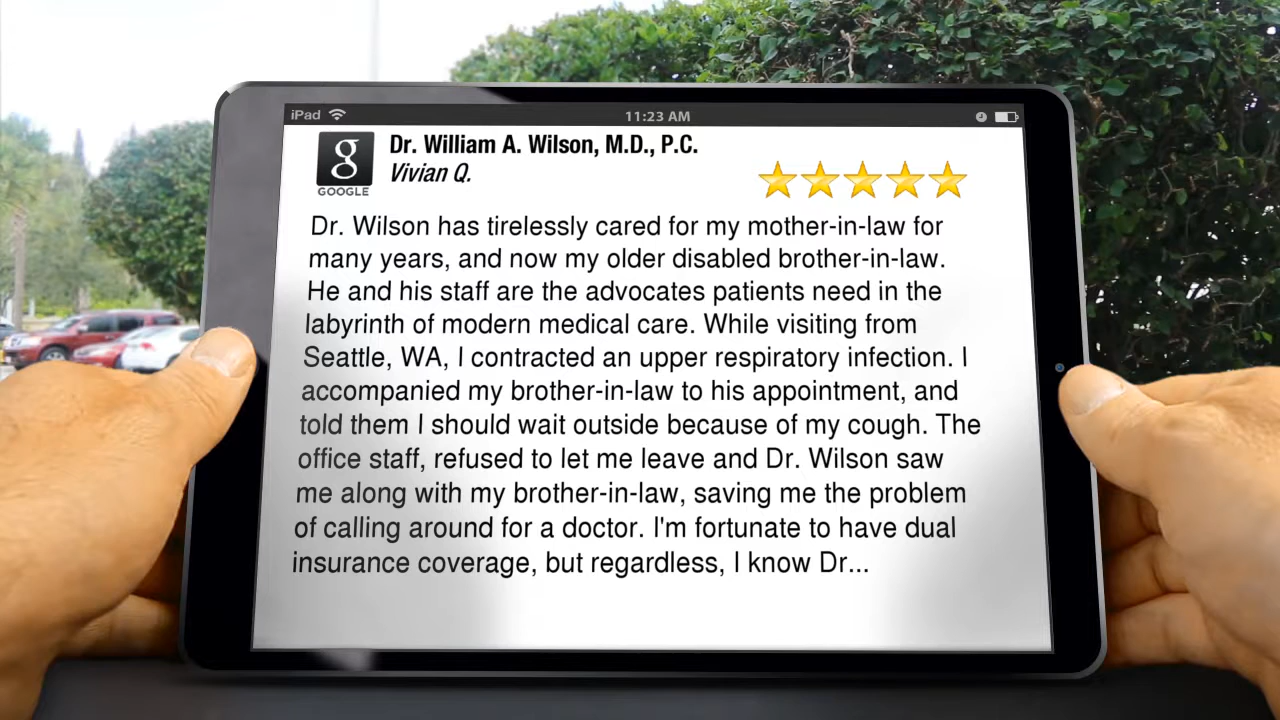 iPad 11:23 AM
g
GOOGLE
Dr. William A. Wilson, M.D., P.C.
Vivian Q.
Dr. Wilson has tirelessly cared for my mother-in-law for
many years, and now my older disabled brother-in-law.
He and his staff are the advocates patients need in the
labyrinth of modern medical care. While visiting from
Seattle, WA, I contracted an upper respiratory infection. I
accompanied my brother-in-law to his appointment, and
told them I should wait outside because of my cough. The
office staff, refused to let me leave and Dr. Wilson saw
me along with my brother-in-law, saving me the problem
of calling around for a doctor. I'm fortunate to have dual
insurance coverage, but regardless, I know Dr...